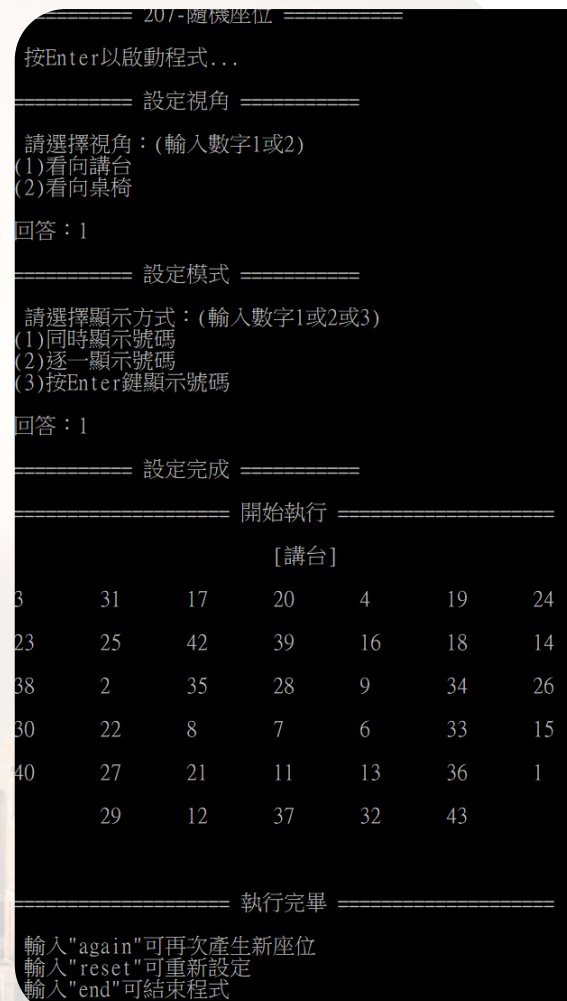 ========== 207-隨機座位 ===========
按Enter以啟動程式...
=========== 設定視角 ===========
請選擇視角：(輸入數字1或2)
(1)看向講台
(2)看向桌椅
回答：1
=========== 設定模式 ===========
請選擇顯示方式：(輸入數字1或2或3)
(1)同時顯示號碼
(2)逐一顯示號碼
(3)按Enter鍵顯示號碼
回答：1
=========== 設定完成 ===========
==================== 開始執行 ====================
[講台]
3 31 17 20 4 19 24
23 25 42 39 16 18 14
38 2 35 28 9 34 26
30 22 8 7 6 33 15
40 27 21 11 13 36 1
29 12 37 32 43
==================== 執行完畢 ====================
輸入"again"可再次產生新座位
輸入"reset"可重新設定
輸入"end"可結束程式